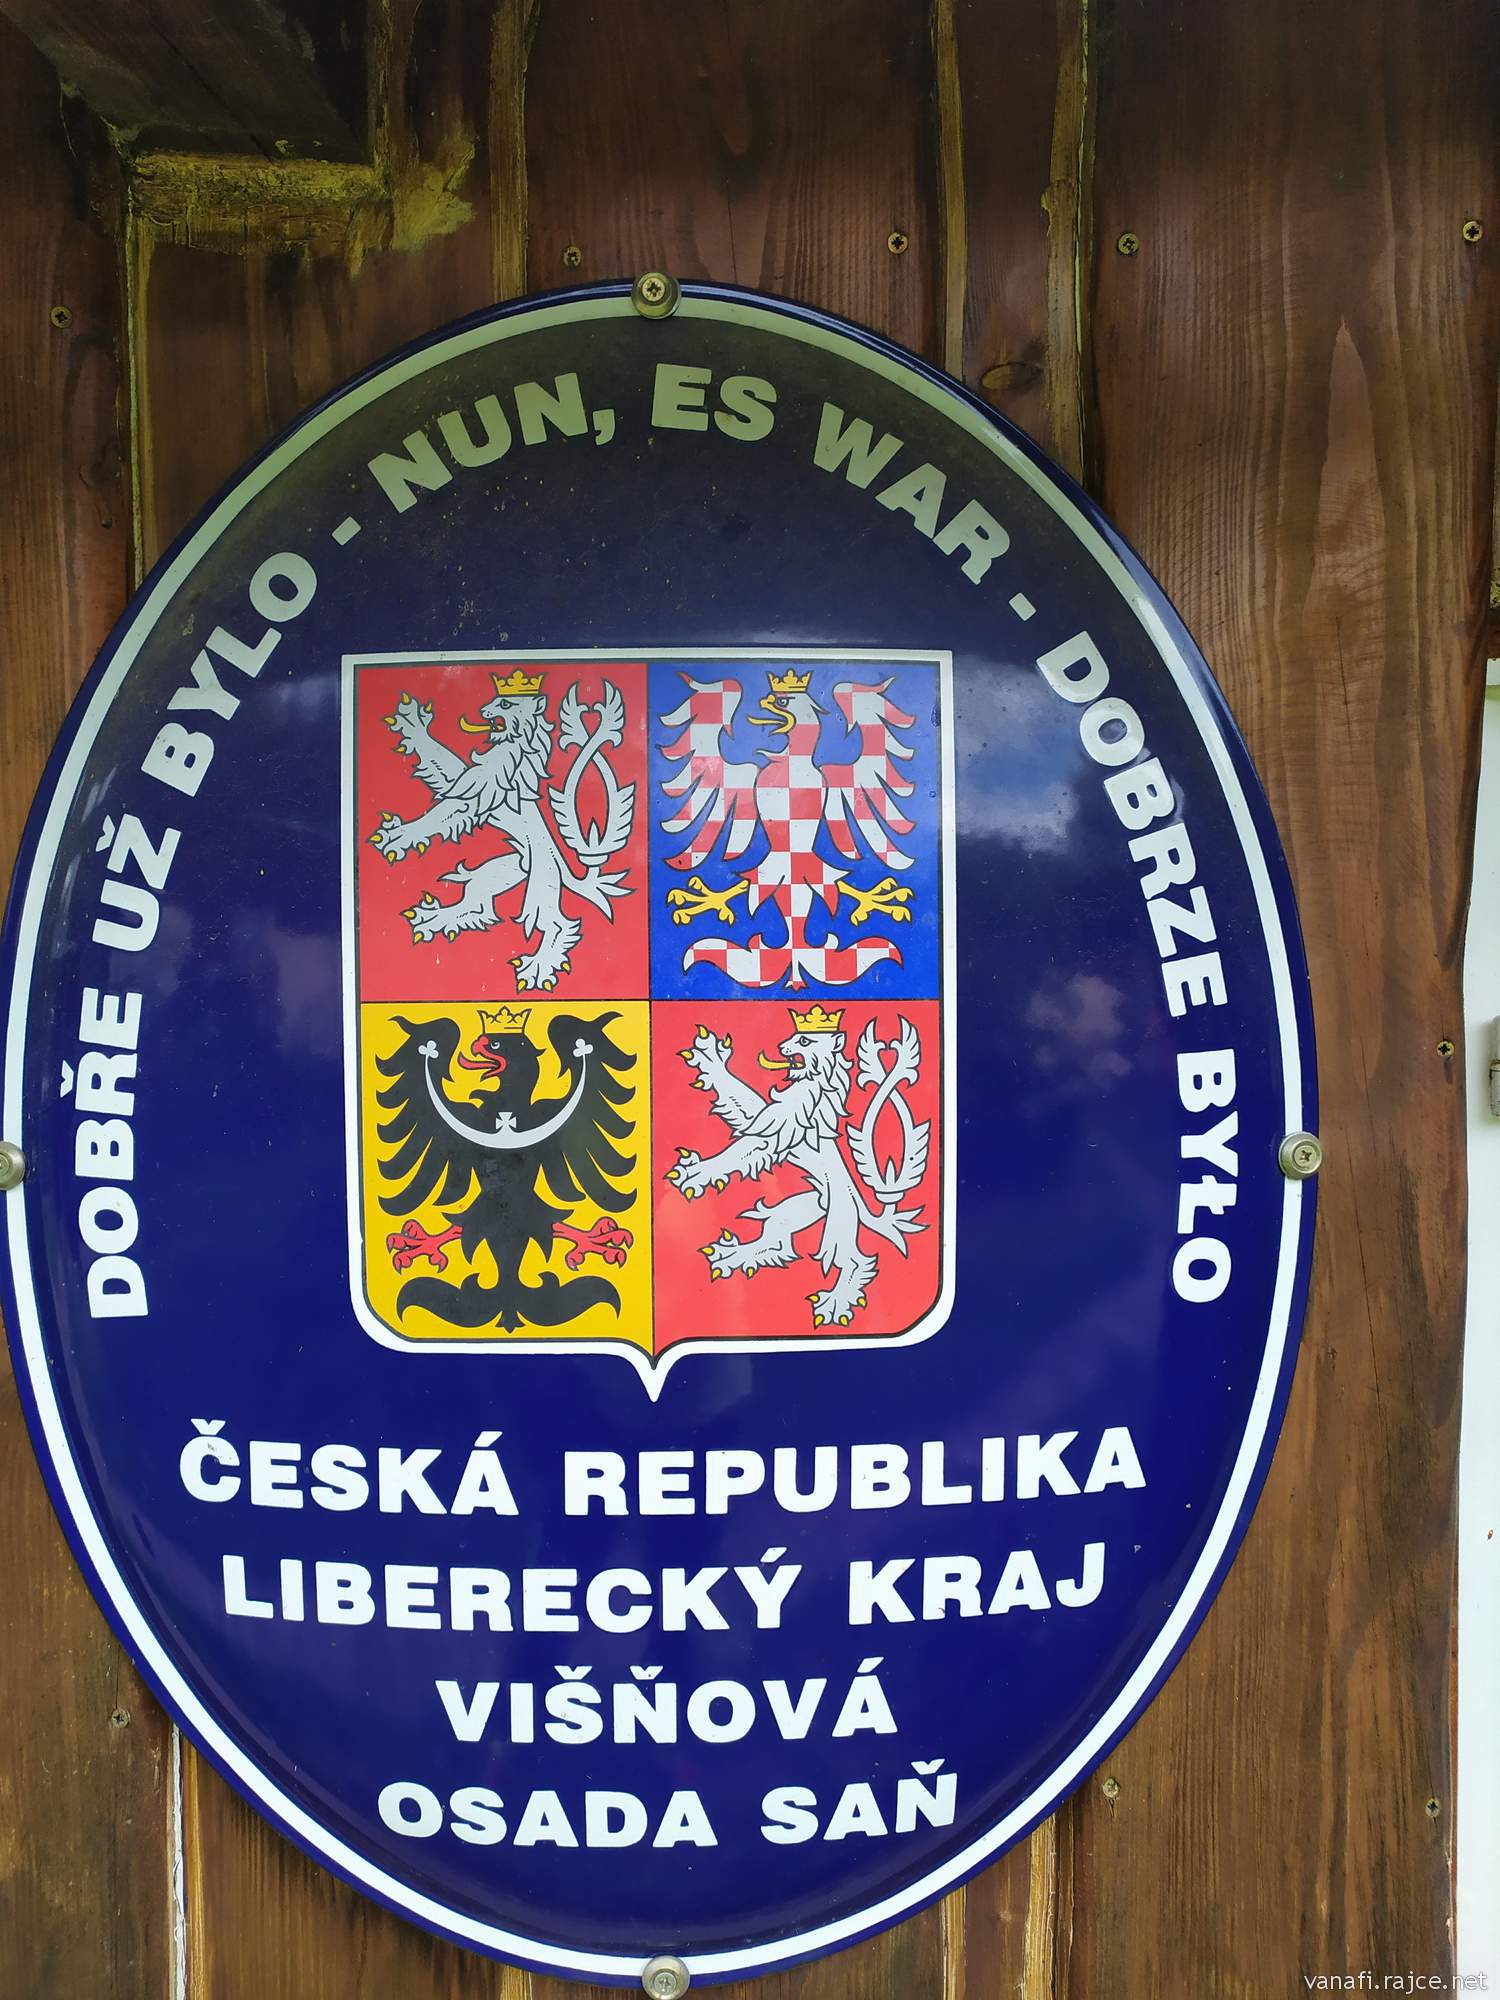 DOBŘE UŽ BYLO - NUN, ES WAR - DOBRZE BYŁO
ČESKÁ REPUBLIKA
LIBERECKÝ KRAJ
VIŠŇOVÁ
OSADA SAŇ
vanafi.rajce.net